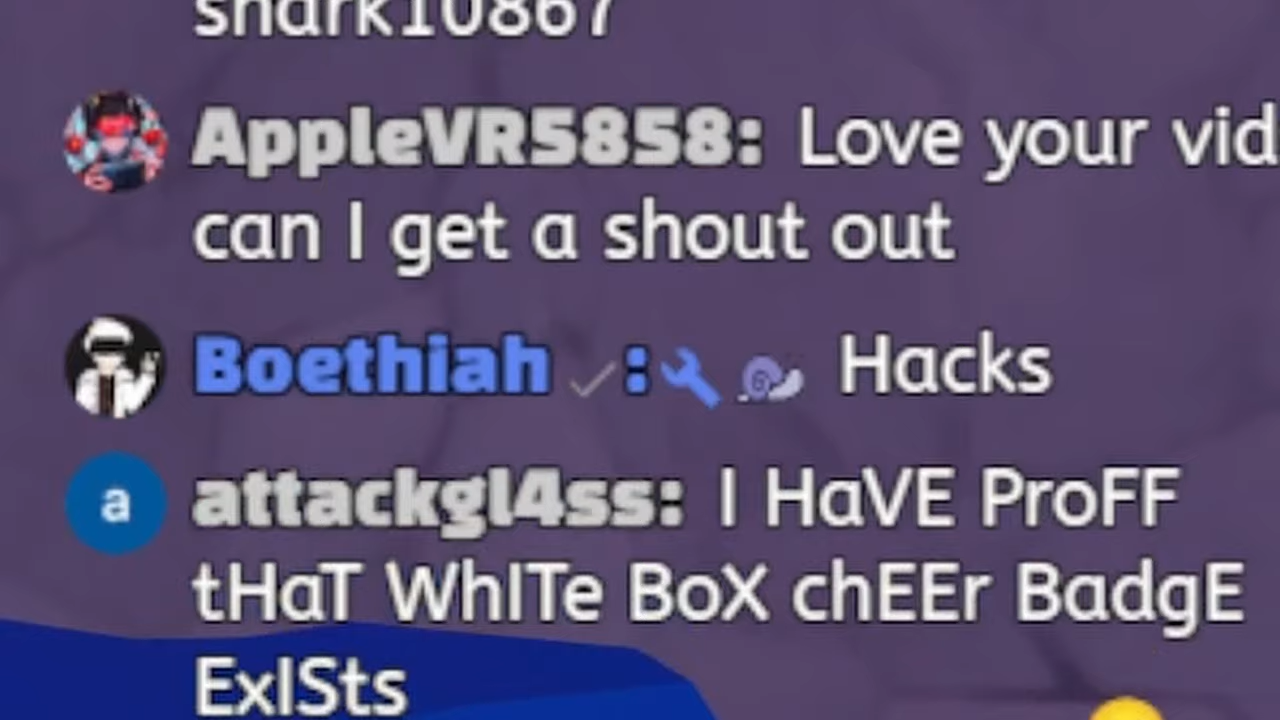 shark10867
AppleVR5858: Love your vid
can I get a shout out
Boethiah : Hacks
a attackgl4ss: I HaVE ProFF
tHaT WhITe BoX chEEr BadgE
ExISts